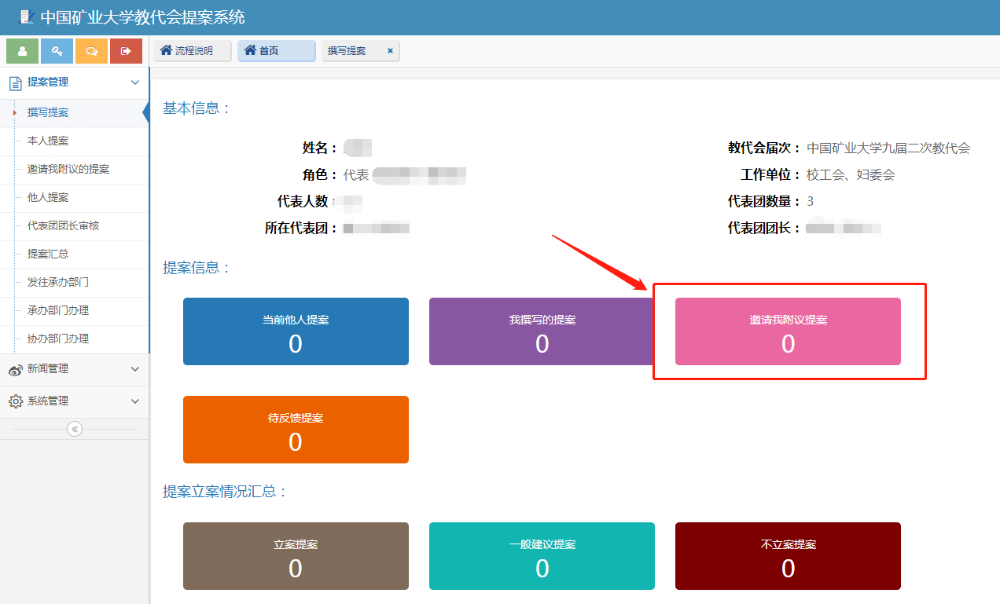 中国矿业大学教代会提案系统
流程说明
首页
撰写提案 ×
提案管理
撰写提案
本人提案
邀请我附议的提案
他人提案
代表团团长审核
提案汇总
发往承办部门
承办部门办理
协办部门办理
新闻管理
系统管理
基本信息：
姓名：
教代会届次： 中国矿业大学九届二次教代会
角色： 代表
工作单位： 校工会、妇委会
代表人数
代表团数量： 3
所在代表团：
代表团团长：
提案信息：
当前他人提案
0
我撰写的提案
0
邀请我附议提案
0
待反馈提案
0
提案立案情况汇总：
立案提案
0
一般建议提案
0
不立案提案
0